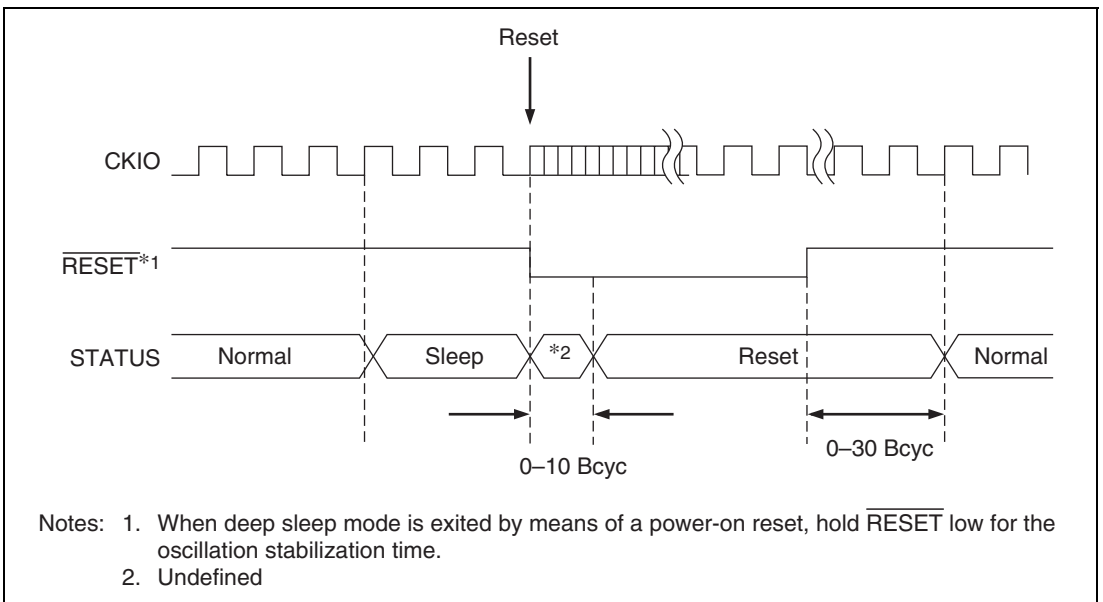 Reset
CKIO
RESET*1
STATUS Normal Sleep *2 Reset Normal
0–10 Bcyc
0–30 Bcyc
Notes: 1. When deep sleep mode is exited by means of a power-on reset, hold RESET low for the
oscillation stabilization time.
2. Undefined